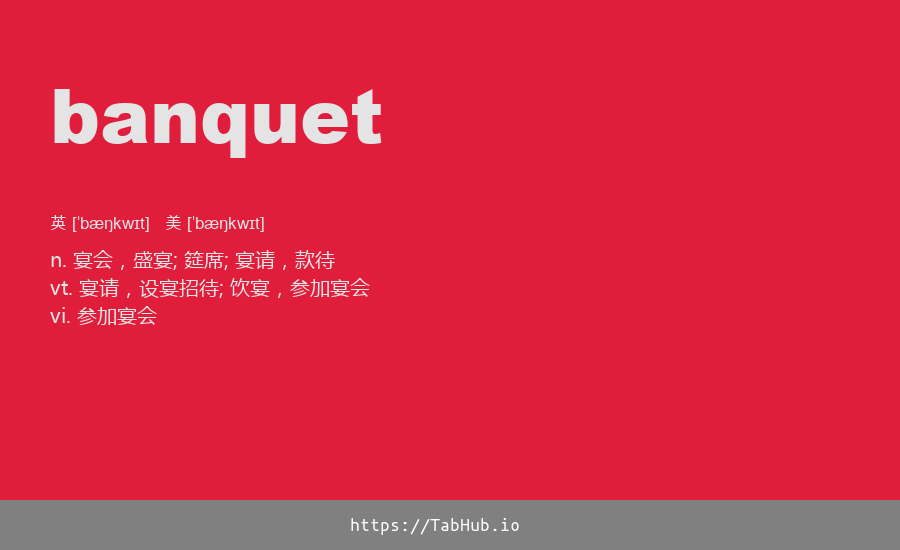 banquet
英 [ˈbæŋkwɪt] 美 [ˈbæŋkwɪt]
n. 宴会，盛宴; 筵席; 宴请，款待
vt. 宴请，设宴招待; 饮宴，参加宴会
vi. 参加宴会
https://TabHub.io